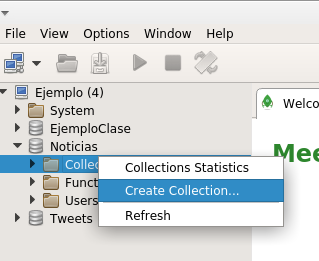 File View Options Window Help
Ejemplo (4)
System
EjemploClase
Noticias
Collec
Funct
Users
Tweets
Collections Statistics
Create Collection...
Refresh
Welco
Mee